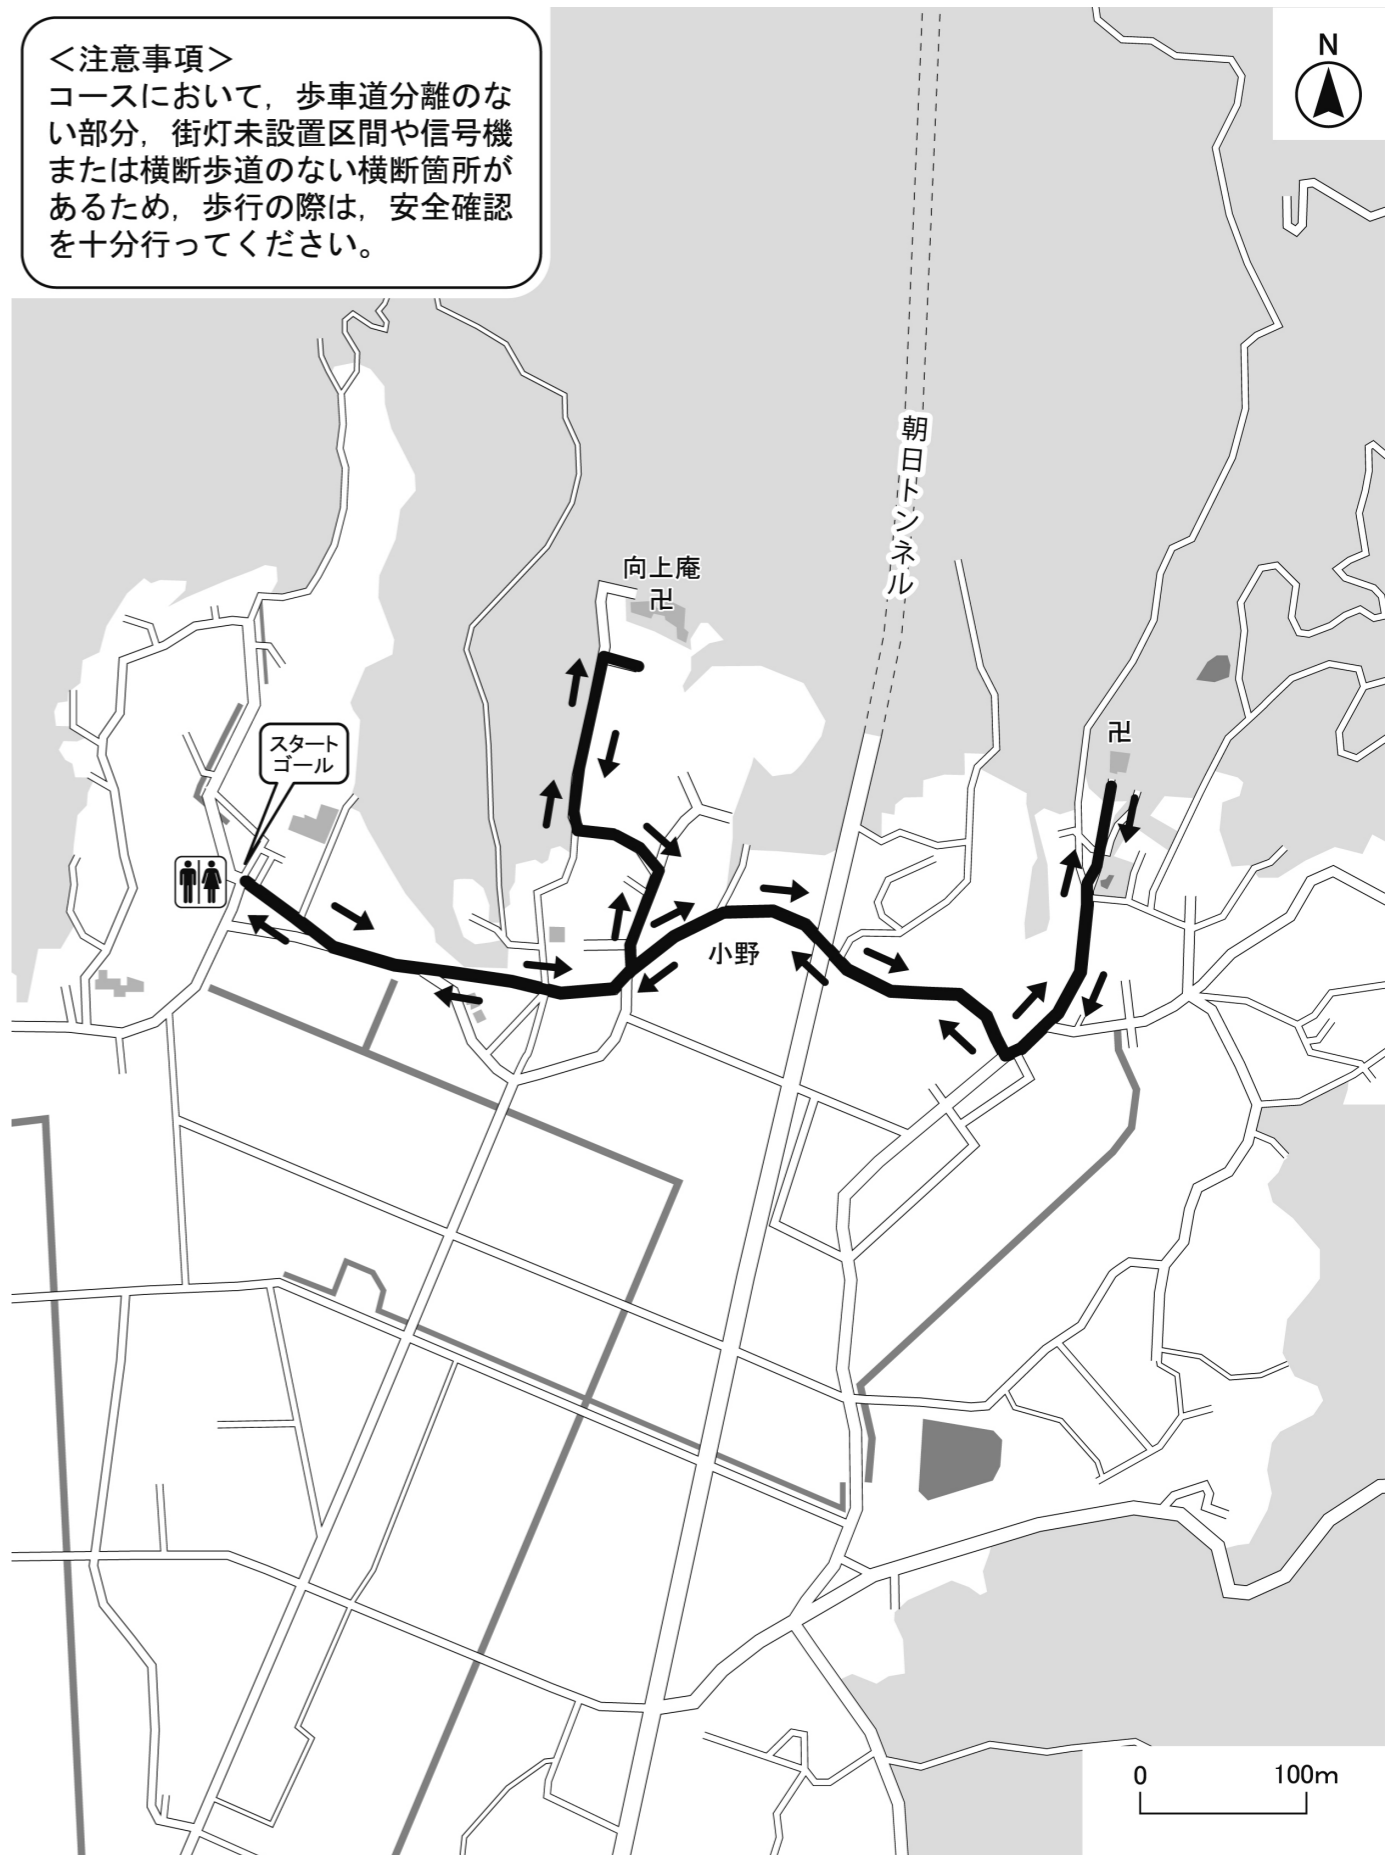 ＜注意事項＞
コースにおいて，歩車道分離のな
い部分，街灯未設置区間や信号機
または横断歩道のない横断箇所が
あるため，歩行の際は，安全確認
を十分行ってください。
N
朝日トンネル
向上庵
卍
卍
スタート
ゴール
小野
0 100m